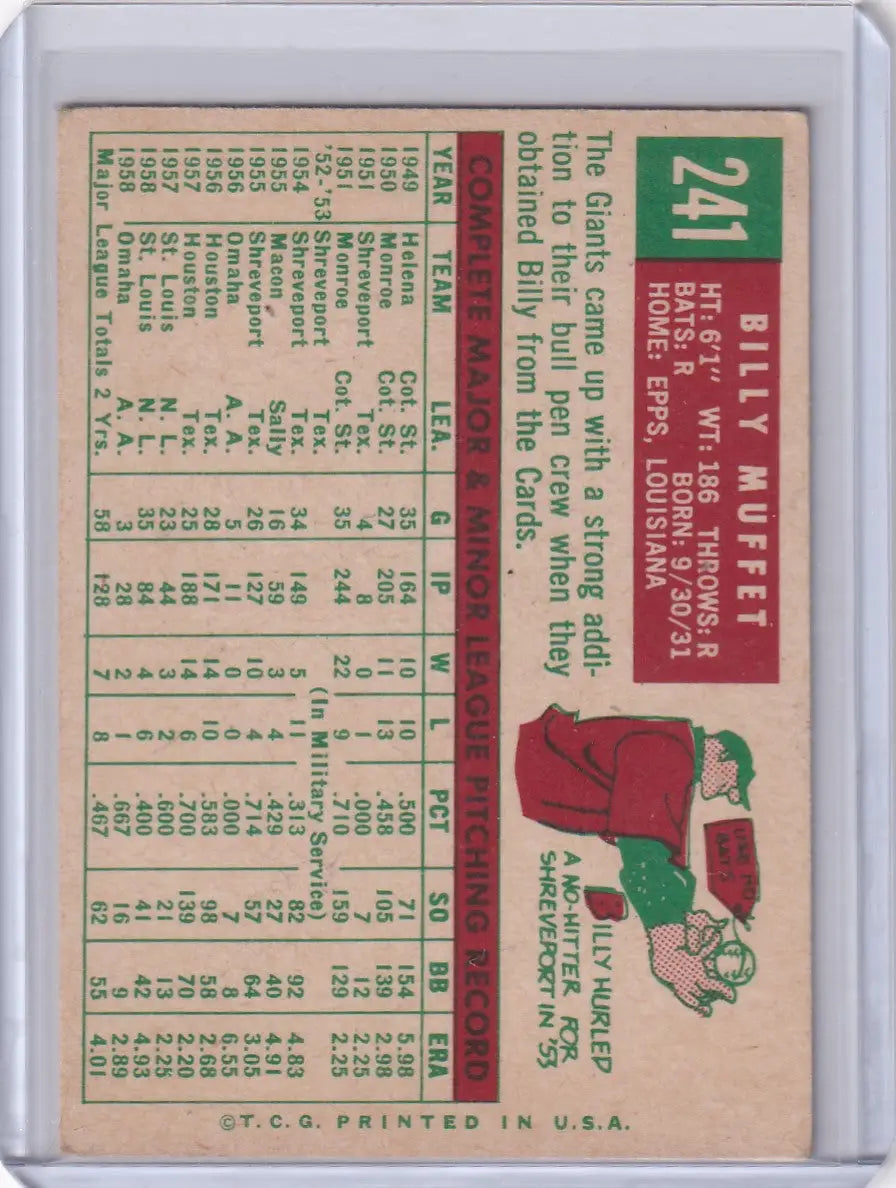 241
BILLY MUFFET
HT: 6'1" WT: 186 THROWS: R
BATS: R BORN: 9/30/31
HOME: EPPS, LOUISIANA
The Giants came up with a strong addi-
tion to their bull pen crew when they
obtained Billy from the Cards.
BILLY HURLED
A NO-HITTER FOR
SHREVEPORT IN '53
COMPLETE MAJOR & MINOR LEAGUE PITCHING RECORD
YEAR TEAM LEA. G IP W L PCT SO BB ERA
1949 Helena Cot. St. 35 164 10 10 .500 71 154 5.98
1950 Monroe Cot. St. 27 205 11 13 .458 105 139 2.98
1951 Shreveport Tex. 4 8 0 1 .000 7 12 2.25
1951 Monroe Cot. St. 35 244 22 9 .710 159 129 2.25
'52-'53 Shreveport Tex. (In Military Service)
1954 Shreveport Tex. 34 149 5 11 .313 82 92 4.83
1955 Macon Sally 16 59 3 4 .429 27 40 4.91
1955 Shreveport Tex. 26 127 10 4 .714 57 64 3.05
1956 Omaha A. A. 5 11 0 0 .000 7 8 6.55
1956 Houston Tex. 28 171 14 10 .583 98 58 2.68
1957 Houston Tex. 25 188 14 6 .700 139 70 2.20
1957 St. Louis N. L. 23 44 3 2 .600 21 13 2.25
1958 St. Louis N. L. 35 84 4 6 .400 41 42 4.93
1958 Omaha A. A. 3 28 2 1 .667 16 9 2.89
Major League Totals 2 Yrs. 58 128 7 8 .467 62 55 4.01
©T.C.G. PRINTED IN U.S.A.